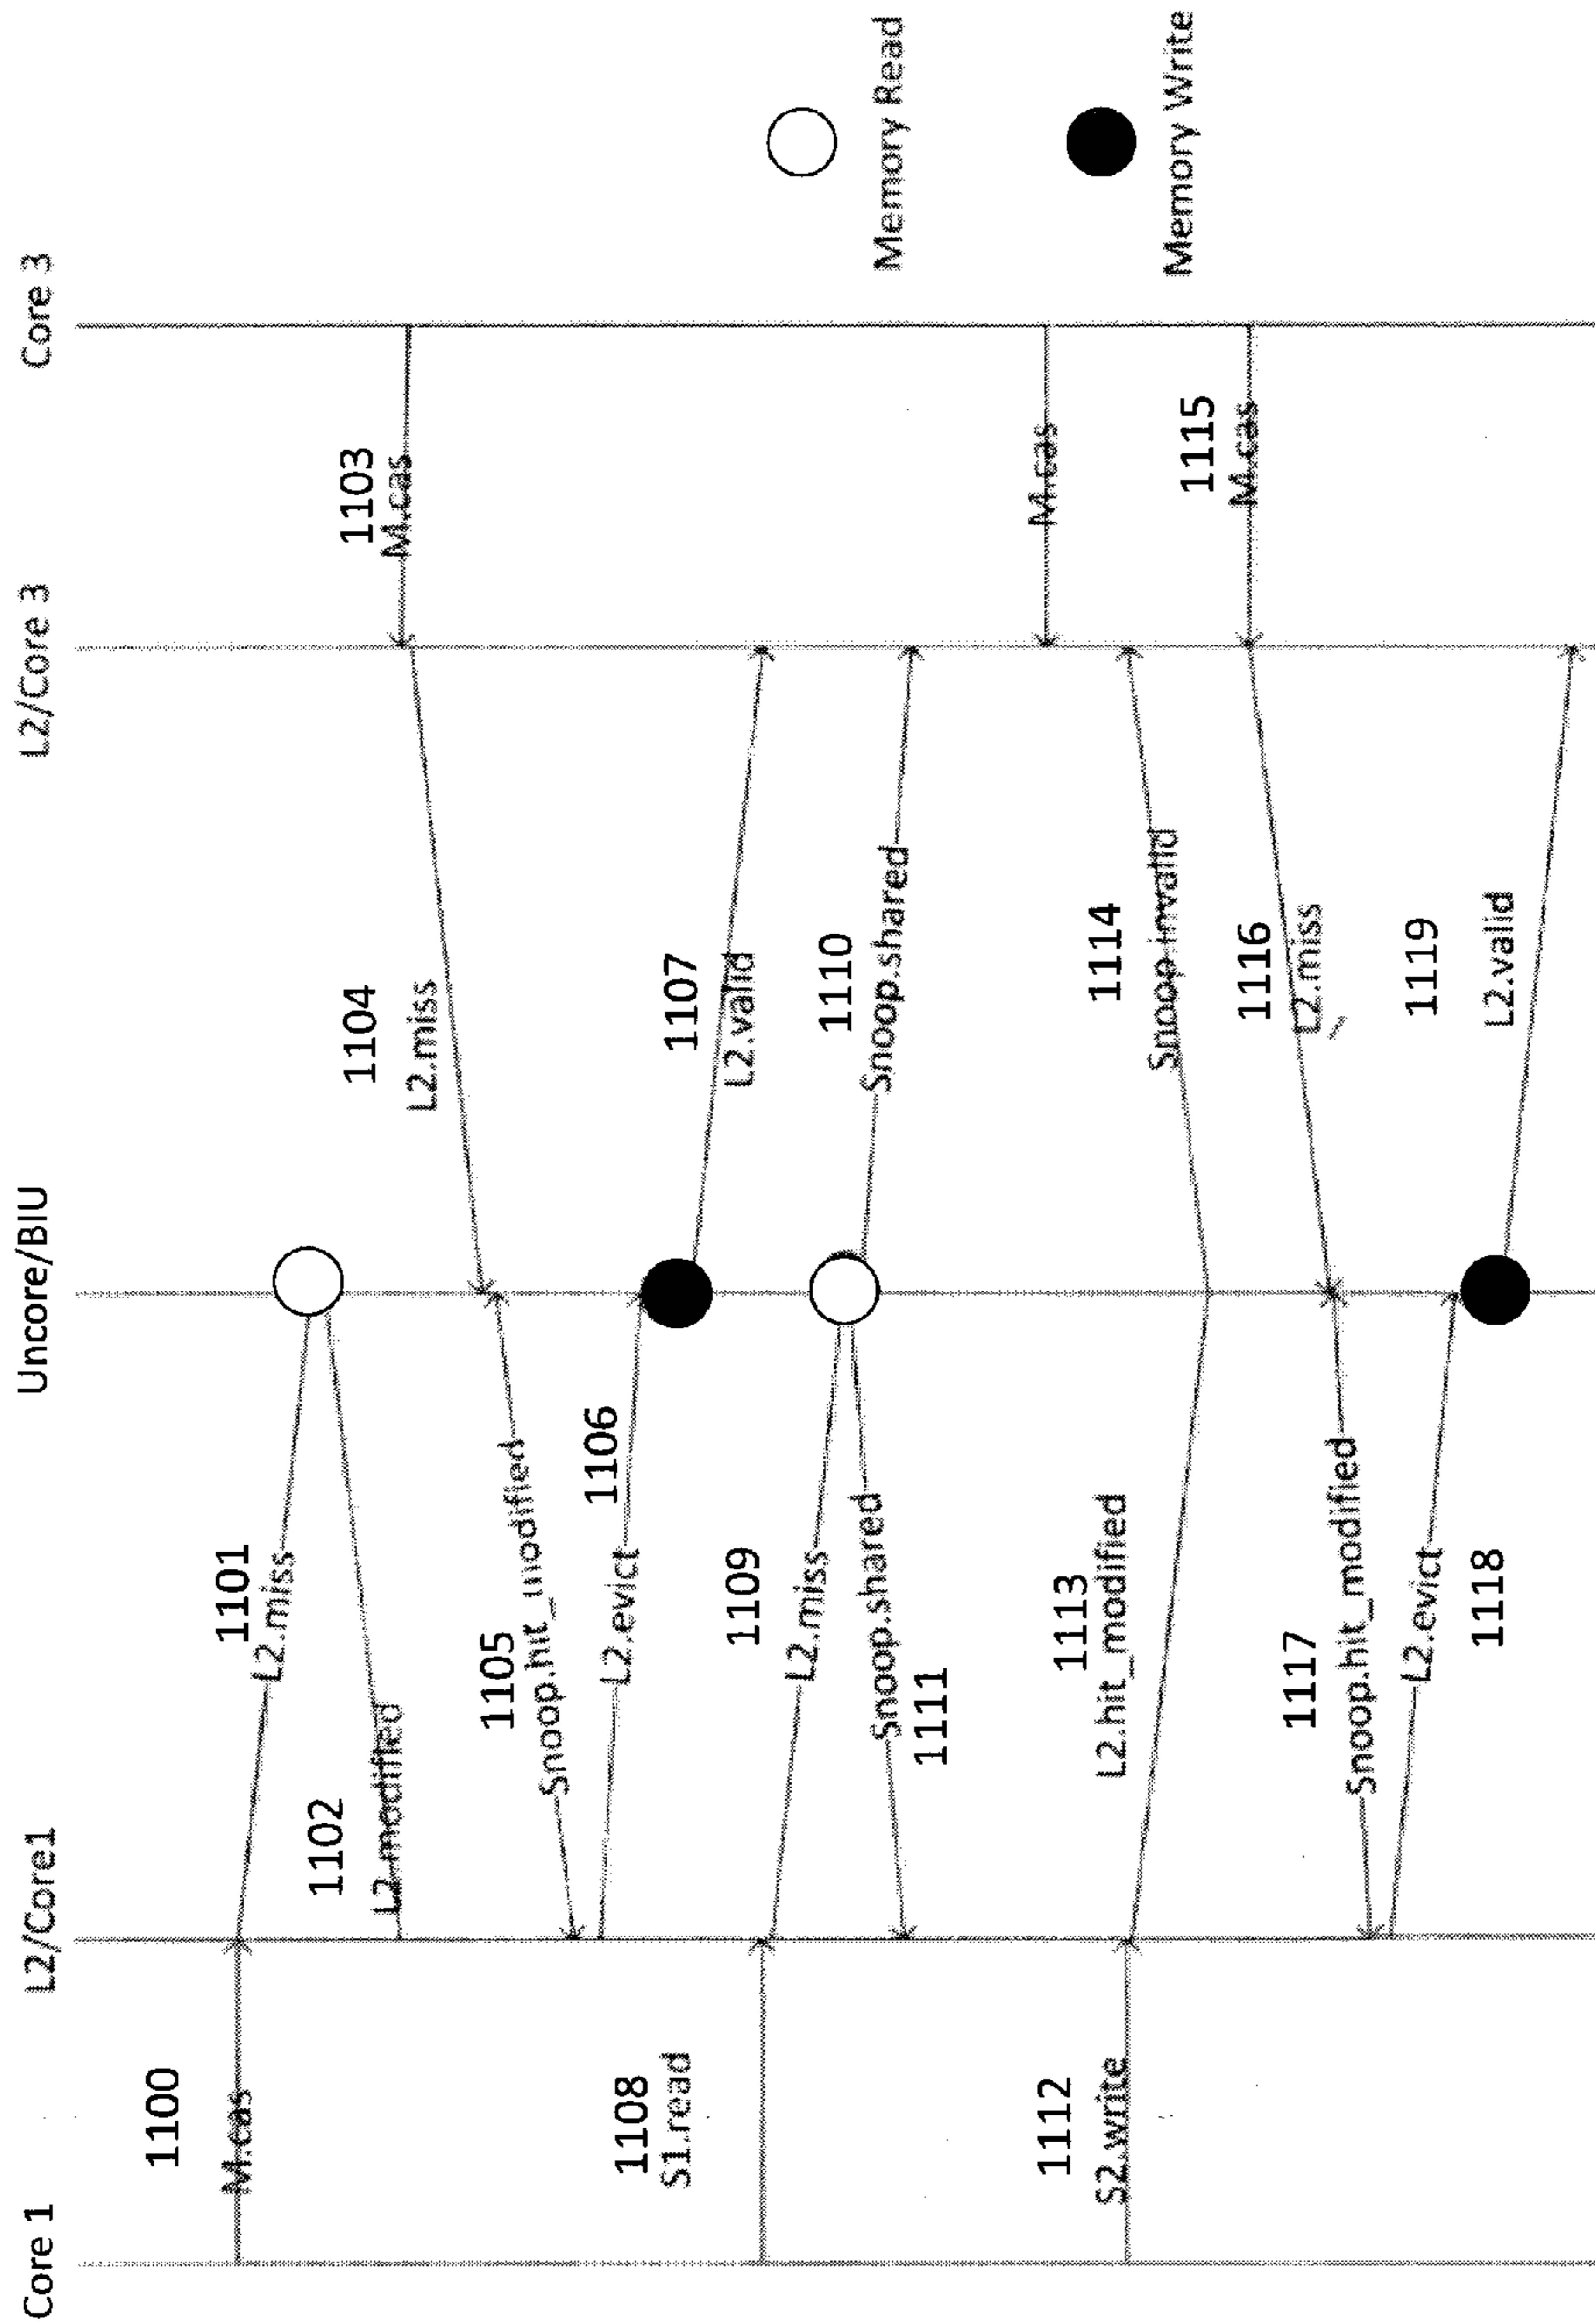 Core 1
L2/Core1
Uncore/BIU
L2/Core 3
Core 3
1100
M.cas
1101
L2.miss
1102
L2.modified
1103
M.cas
1104
L2.miss
1105
Snoop.hit_modified
1106
L2.evict
1107
L2.valid
1108
S1.read
1109
L2.miss
1110
Snoop.shared
Snoop.shared
1111
M.cas
1112
S2.write
1113
L2.hit_modified
1114
Snoop.invalid
1115
M.cas
1116
L2.miss
1117
Snoop.hit_modified
L2.evict
1118
1119
L2.valid
Memory Read
Memory Write